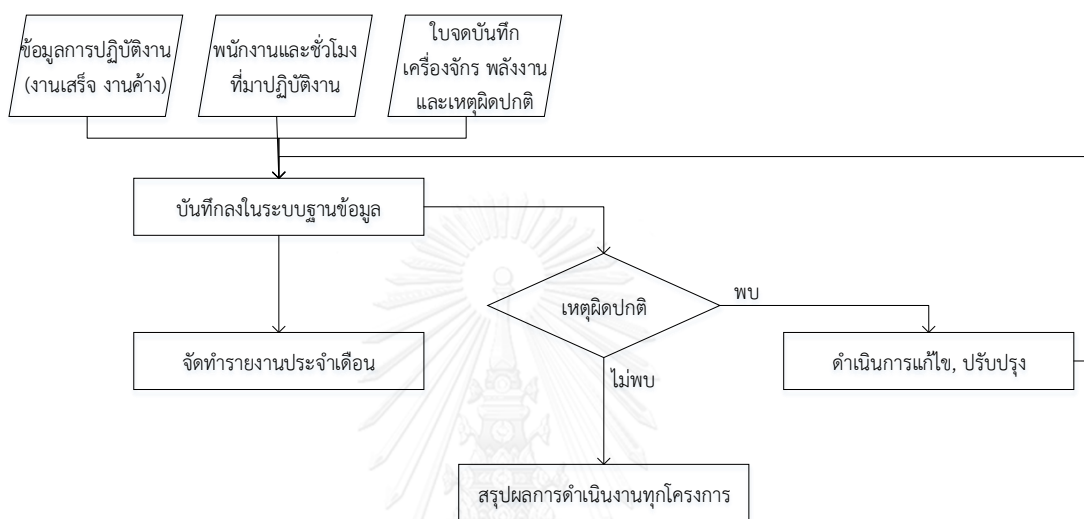 ข้อมูลการปฏิบัติงาน
(งานเสร็จ งานค้าง)
พนักงานและชั่วโมง
ที่มาปฏิบัติงาน
ใบจดบันทึก
เครื่องจักร พลังงาน
และเหตุผิดปกติ
บันทึกลงในระบบฐานข้อมูล
เหตุผิดปกติ
พบ
จัดทำรายงานประจำเดือน
ดำเนินการแก้ไข, ปรับปรุง
ไม่พบ
สรุปผลการดำเนินงานทุกโครงการ